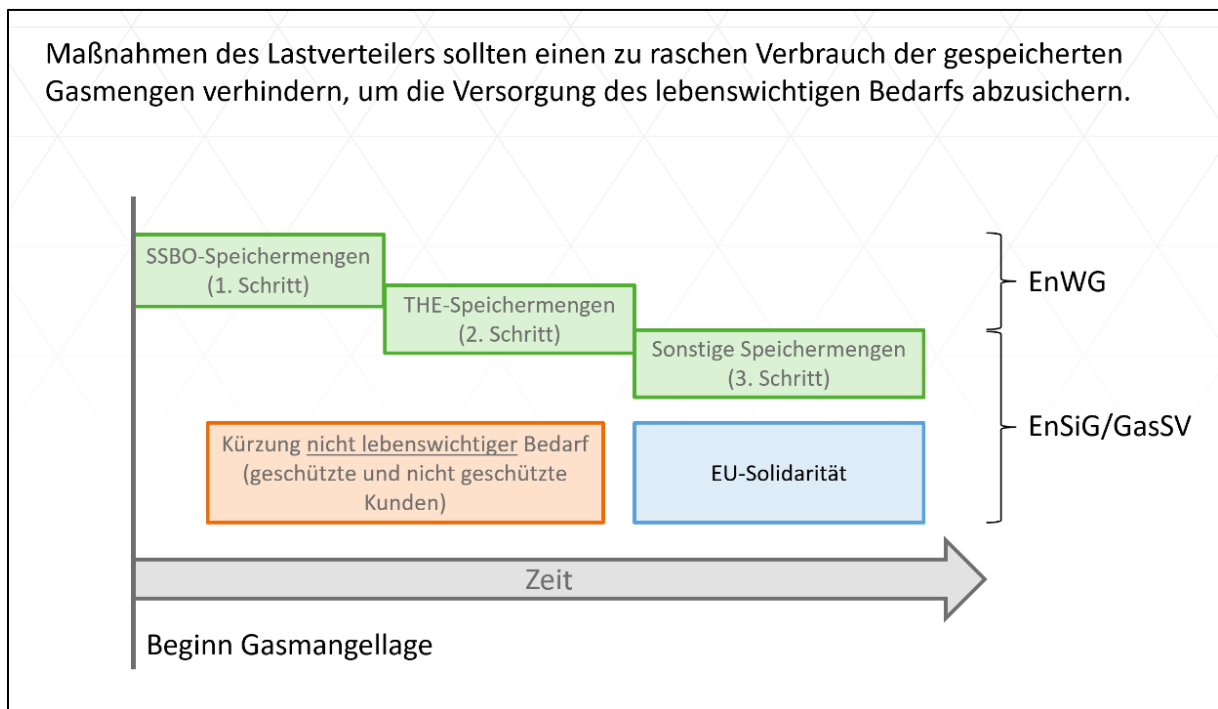 Maßnahmen des Lastverteilers sollten einen zu raschen Verbrauch der gespeicherten
Gasmengen verhindern, um die Versorgung des lebenswichtigen Bedarfs abzusichern.
SSBO-Speichermengen
(1. Schritt)
THE-Speichermengen
(2. Schritt)
Sonstige Speichermengen
(3. Schritt)
EnWG
Kürzung nicht lebenswichtiger Bedarf
(geschützte und nicht geschützte
Kunden)
EU-Solidarität
EnSiG/GasSV
Zeit
Beginn Gasmangellage